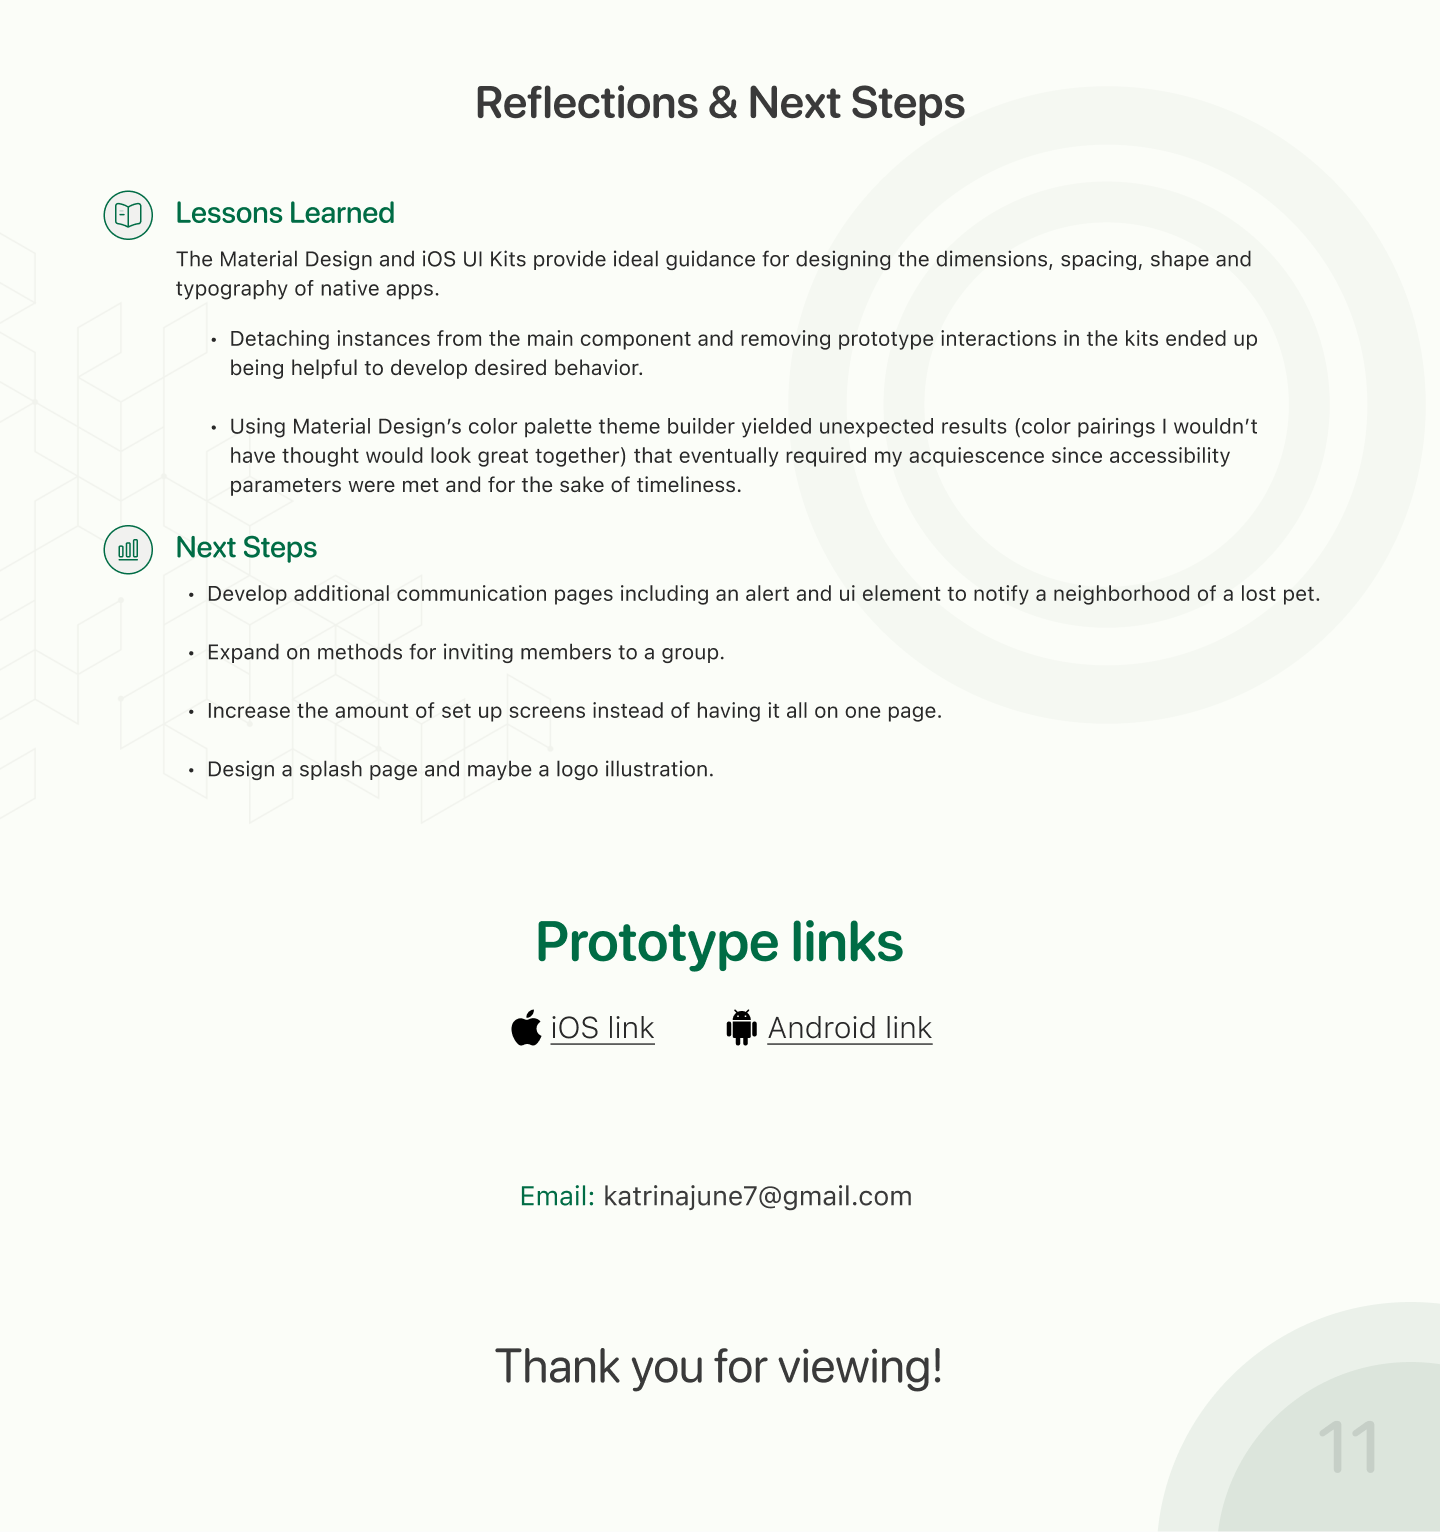 Reflections & Next Steps
Lessons Learned
The Material Design and iOS UI Kits provide ideal guidance for designing the dimensions, spacing, shape and
typography of native apps.
• Detaching instances from the main component and removing prototype interactions in the kits ended up
being helpful to develop desired behavior.
• Using Material Design’s color palette theme builder yielded unexpected results (color pairings I wouldn’t
have thought would look great together) that eventually required my acquiescence since accessibility
parameters were met and for the sake of timeliness.
Next Steps
• Develop additional communication pages including an alert and ui element to notify a neighborhood of a lost pet.
• Expand on methods for inviting members to a group.
• Increase the amount of set up screens instead of having it all on one page.
• Design a splash page and maybe a logo illustration.
Prototype links
iOS link
Android link
Email: katrinajune7@gmail.com
Thank you for viewing!
11